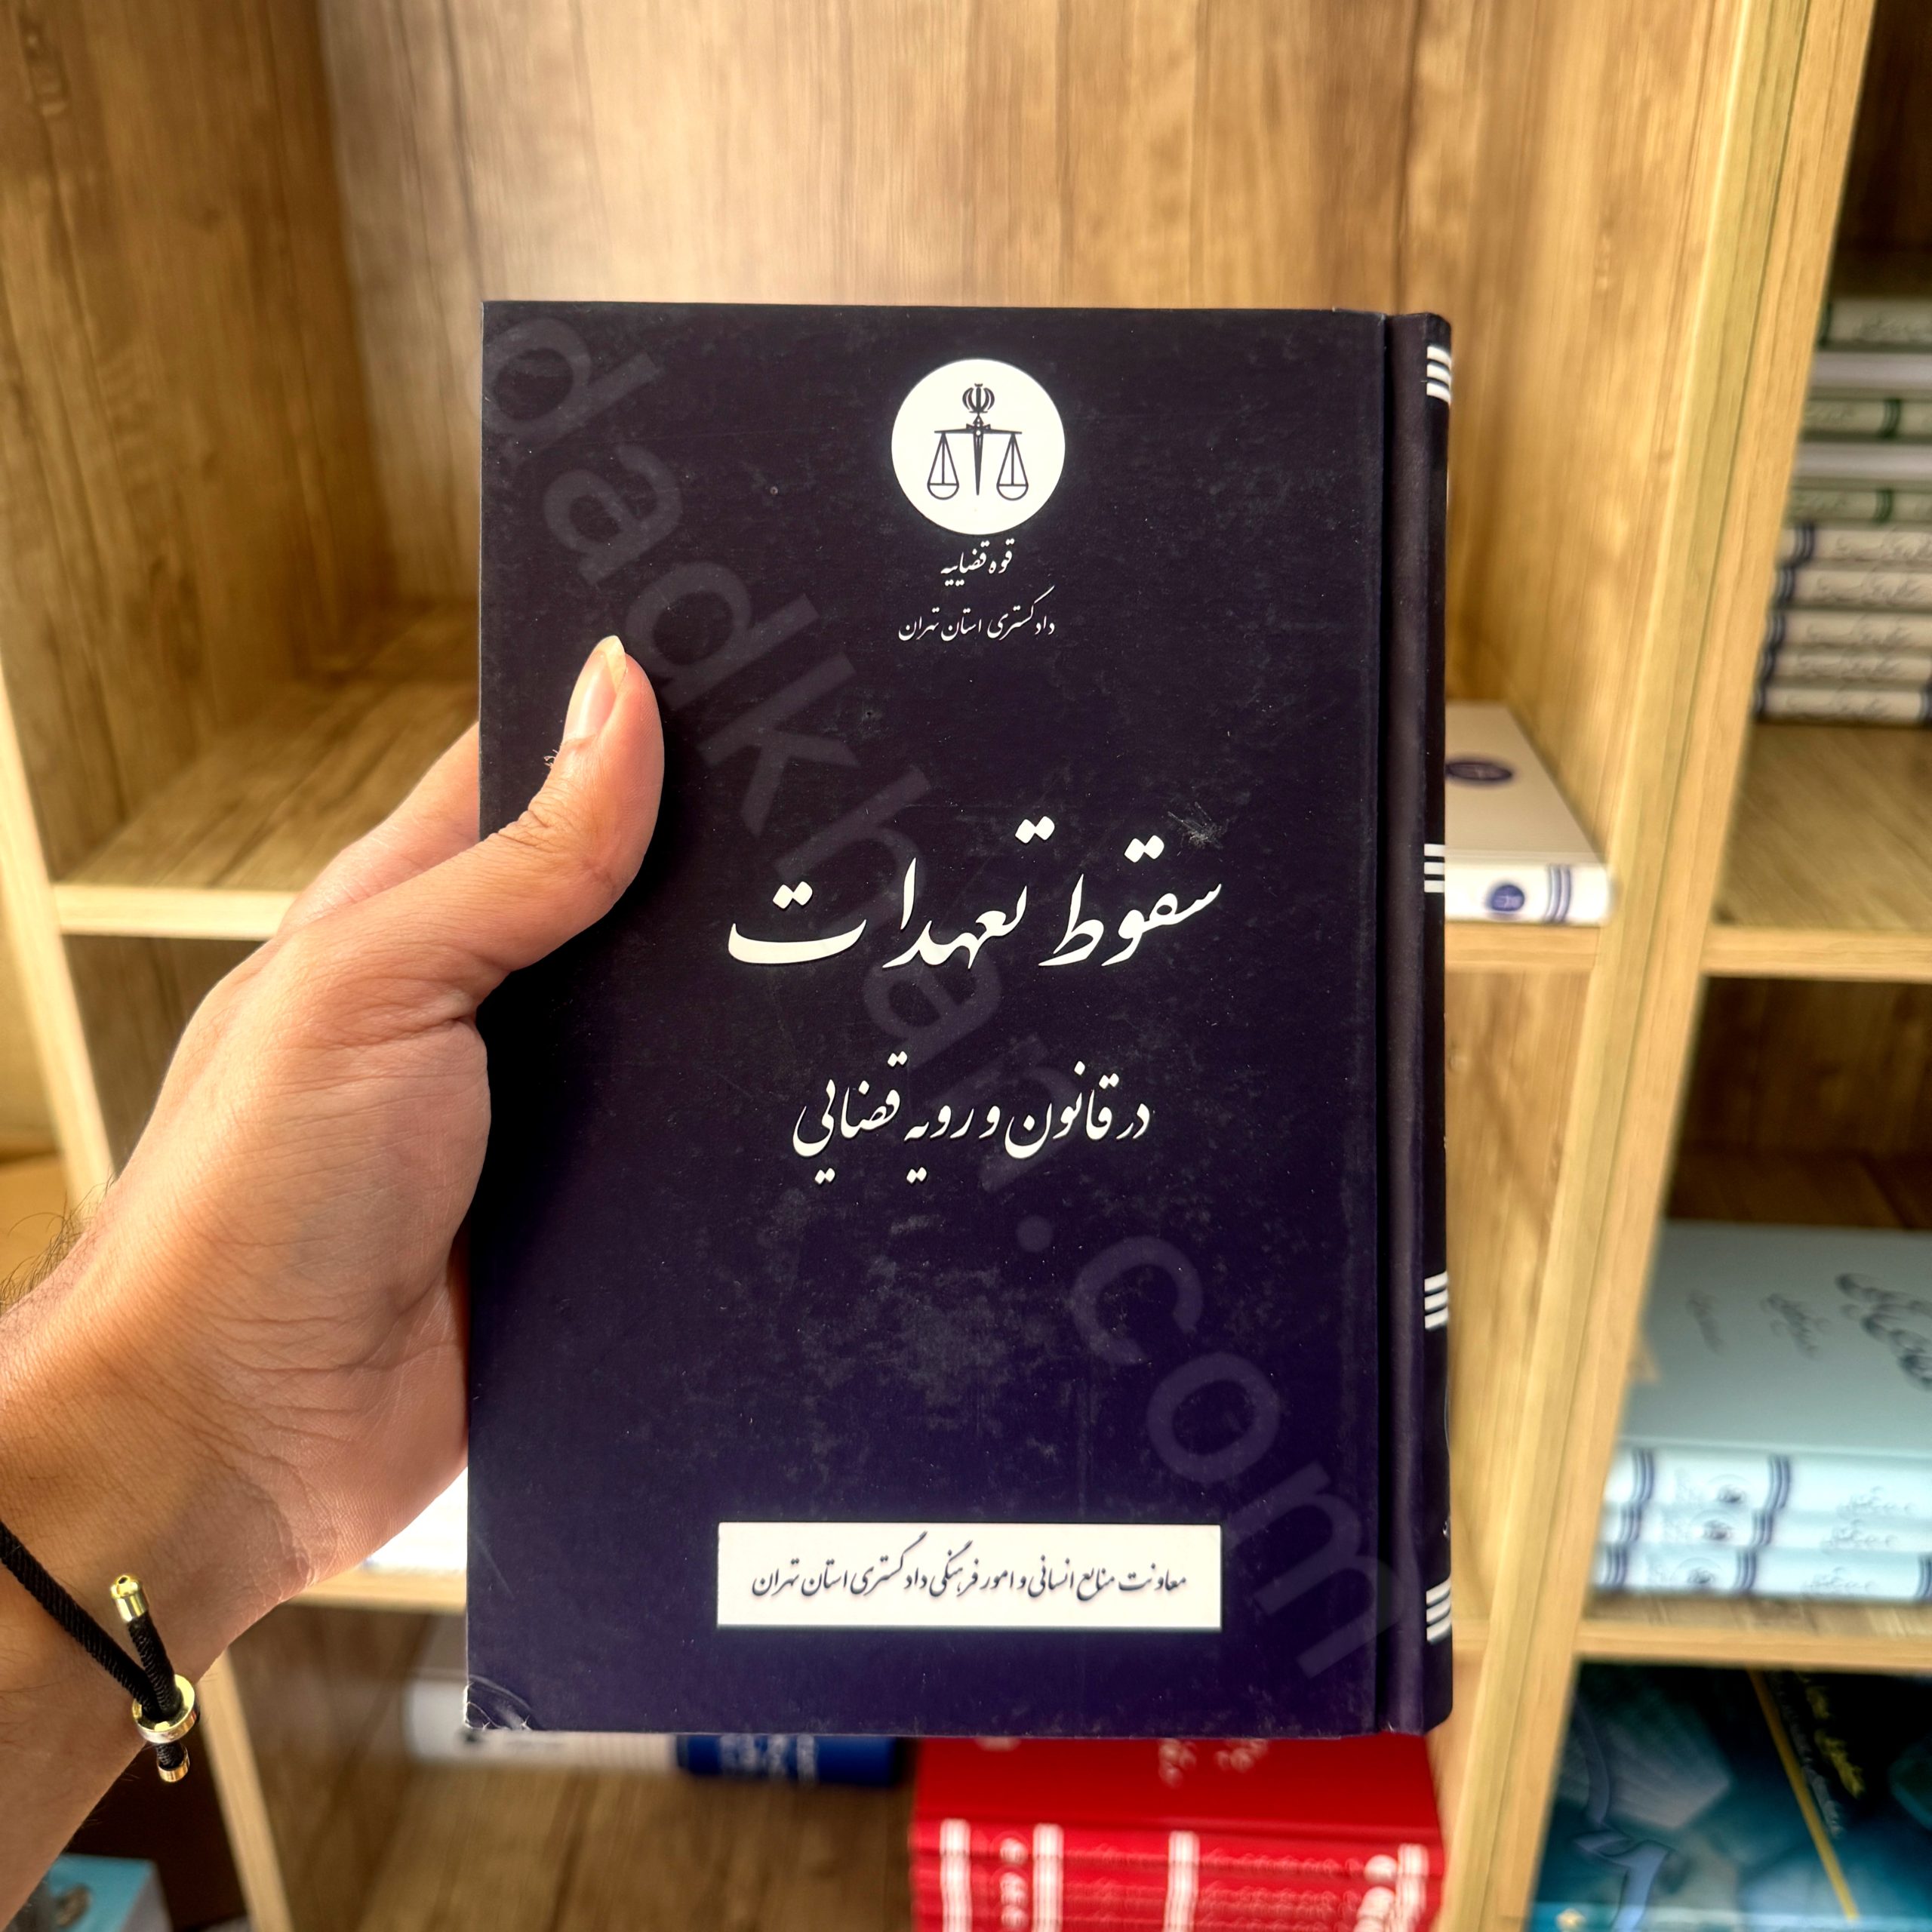 قوه قضاییه
دادگستری استان تهران
سقوط تعهدات
در قانون و رویه قضایی
معاونت منابع انسانی و امور فرهنگی دادگستری استان تهران
dadkhan.com